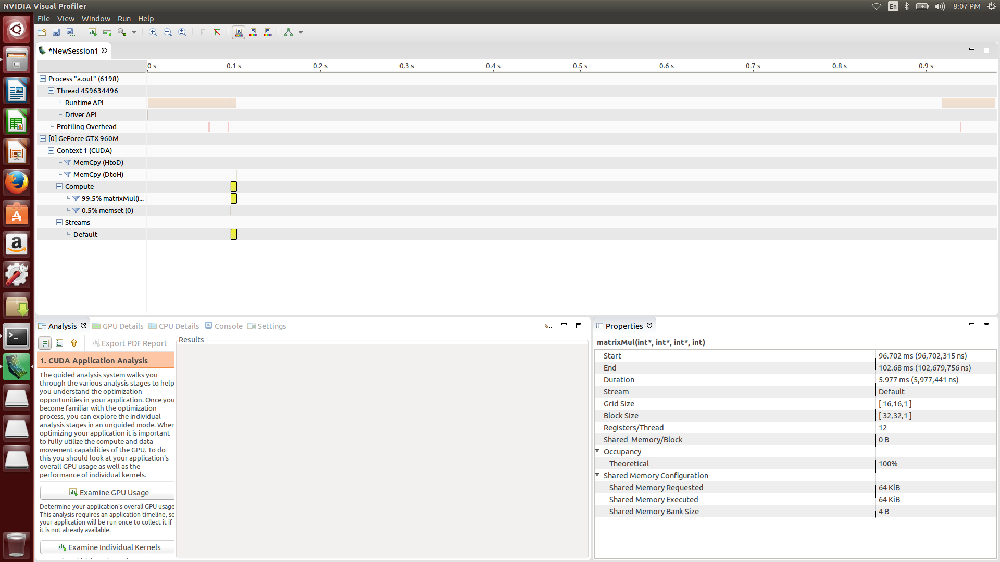 NVIDIA Visual Profiler
En
8:07 PM
File View Window Run Help
F
K
S
P
*NewSession1
0 s 0.1 s 0.2 s 0.3 s 0.4 s 0.5 s 0.6 s 0.7 s 0.8 s 0.9 s
Process "a.out" (6198)
Thread 459634496
Runtime API
Driver API
Profiling Overhead
[0] GeForce GTX 960M
Context 1 (CUDA)
MemCpy (HtoD)
MemCpy (DtoH)
Compute
99.5% matrixMul(i...
0.5% memset (0)
Streams
Default
Analysis
GPU Details
CPU Details
Console
Settings
Export PDF Report
Results
1. CUDA Application Analysis
The guided analysis system walks you
through the various analysis stages to help
you understand the optimization
opportunities in your application. Once you
become familiar with the optimization
process, you can explore the individual
analysis stages in an unguided mode. When
optimizing your application it is important
to fully utilize the compute and data
movement capabilities of the GPU. To do
this you should look at your application's
overall GPU usage as well as the
performance of individual kernels.
Examine GPU Usage
Determine your application's overall GPU usage
This analysis requires an application timeline, so
your application will be run once to collect it if
it is not already available.
Examine Individual Kernels
Properties
matrixMul(int*, int*, int*, int)
Start 96.702 ms (96,702,315 ns)
End 102.68 ms (102,679,756 ns)
Duration 5.977 ms (5,977,441 ns)
Stream Default
Grid Size [ 16,16,1 ]
Block Size [ 32,32,1 ]
Registers/Thread 12
Shared Memory/Block 0 B
Occupancy
Theoretical 100%
Shared Memory Configuration
Shared Memory Requested 64 KiB
Shared Memory Executed 64 KiB
Shared Memory Bank Size 4 B